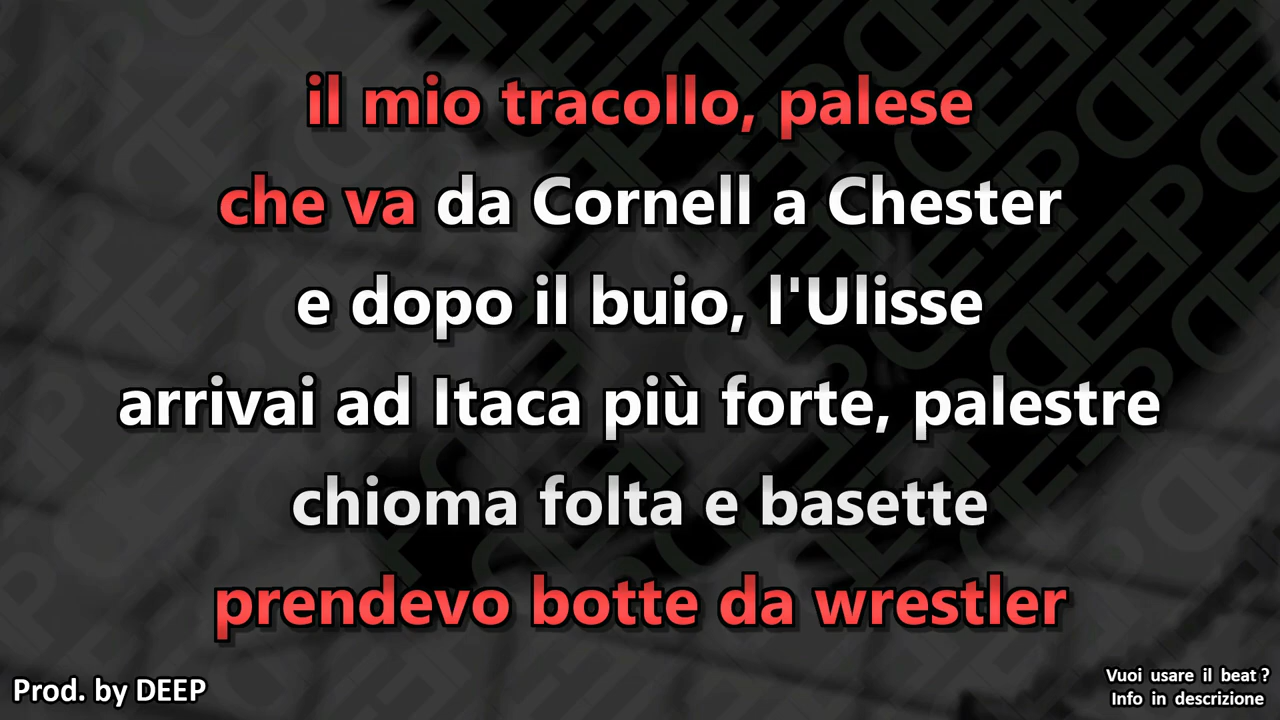 il mio tracollo, palese
che va da Cornell a Chester
e dopo il buio, l'Ulisse
arrivai ad Itaca più forte, palestre
chioma folta e basette
prendevo botte da wrestler
Prod. by DEEP
Vuoi usare il beat ?
Info in descrizione